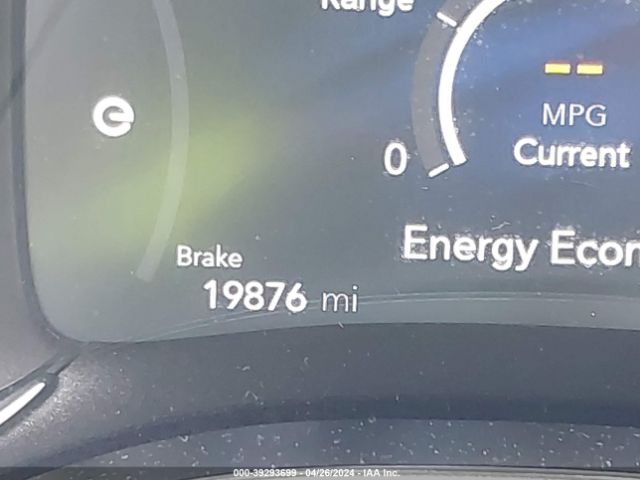 Range
MPG
0
Current
Brake
Energy Econ
19876 mi
000-39293699 - 04/26/2024 - IAA Inc.